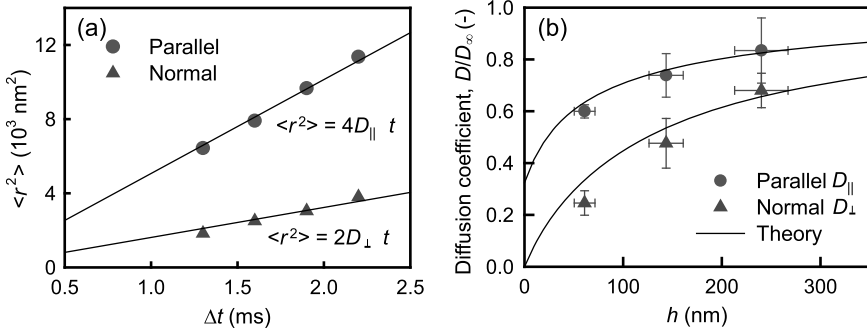 (a)
Parallel
Normal
<r²> = 4D∥ t
<r²> = 2D⊥ t
<r²> (10³ nm²)
12
8
4
0
0.5 1.0 1.5 2.0 2.5
Δt (ms)
(b)
Parallel D∥
Normal D⊥
Theory
Diffusion coefficient, D/D∞ (-)
1.0
0.8
0.6
0.4
0.2
0.0
0 100 200 300
h (nm)